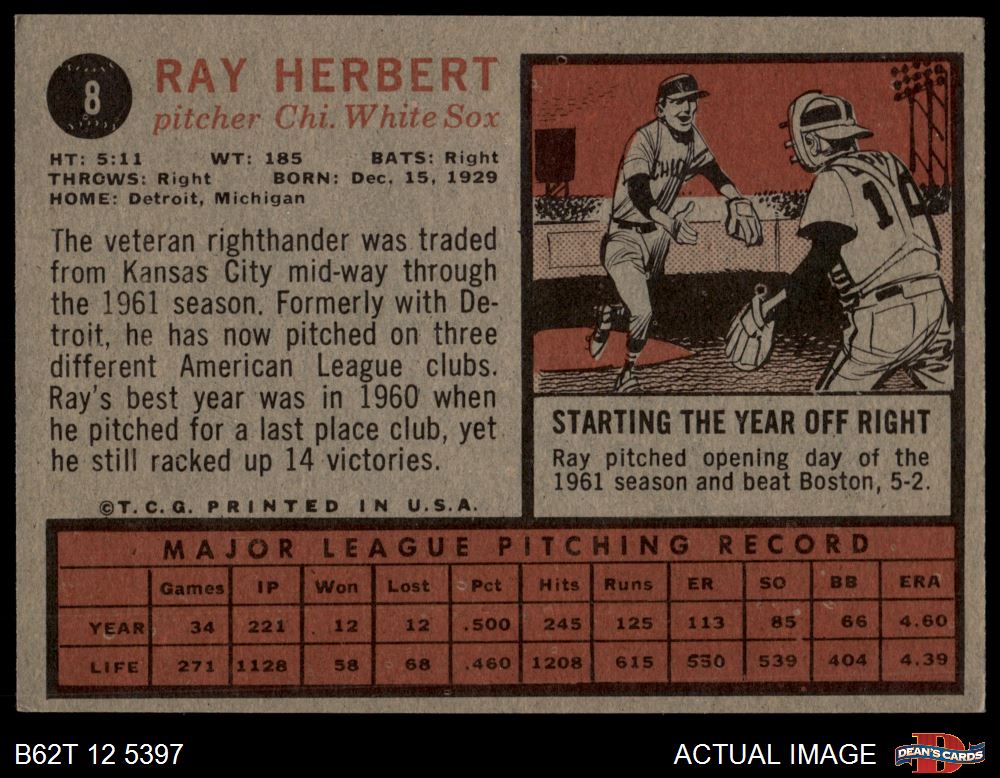 8
RAY HERBERT
pitcher Chi. White Sox
HT: 5:11 WT: 185 BATS: Right
THROWS: Right BORN: Dec. 15, 1929
HOME: Detroit, Michigan
The veteran righthander was traded
from Kansas City mid-way through
the 1961 season. Formerly with De-
troit, he has now pitched on three
different American League clubs.
Ray's best year was in 1960 when
he pitched for a last place club, yet
he still racked up 14 victories.
©T.C.G. PRINTED IN U.S.A.
CHIC
STARTING THE YEAR OFF RIGHT
Ray pitched opening day of the
1961 season and beat Boston, 5-2.
MAJOR LEAGUE PITCHING RECORD
Games IP Won Lost Pct Hits Runs ER SO BB ERA
YEAR 34 221 12 12 .500 245 125 113 85 66 4.60
LIFE 271 1128 58 68 .460 1208 615 550 539 404 4.39
B62T 12 5397 ACTUAL IMAGE DEAN'S CARDS